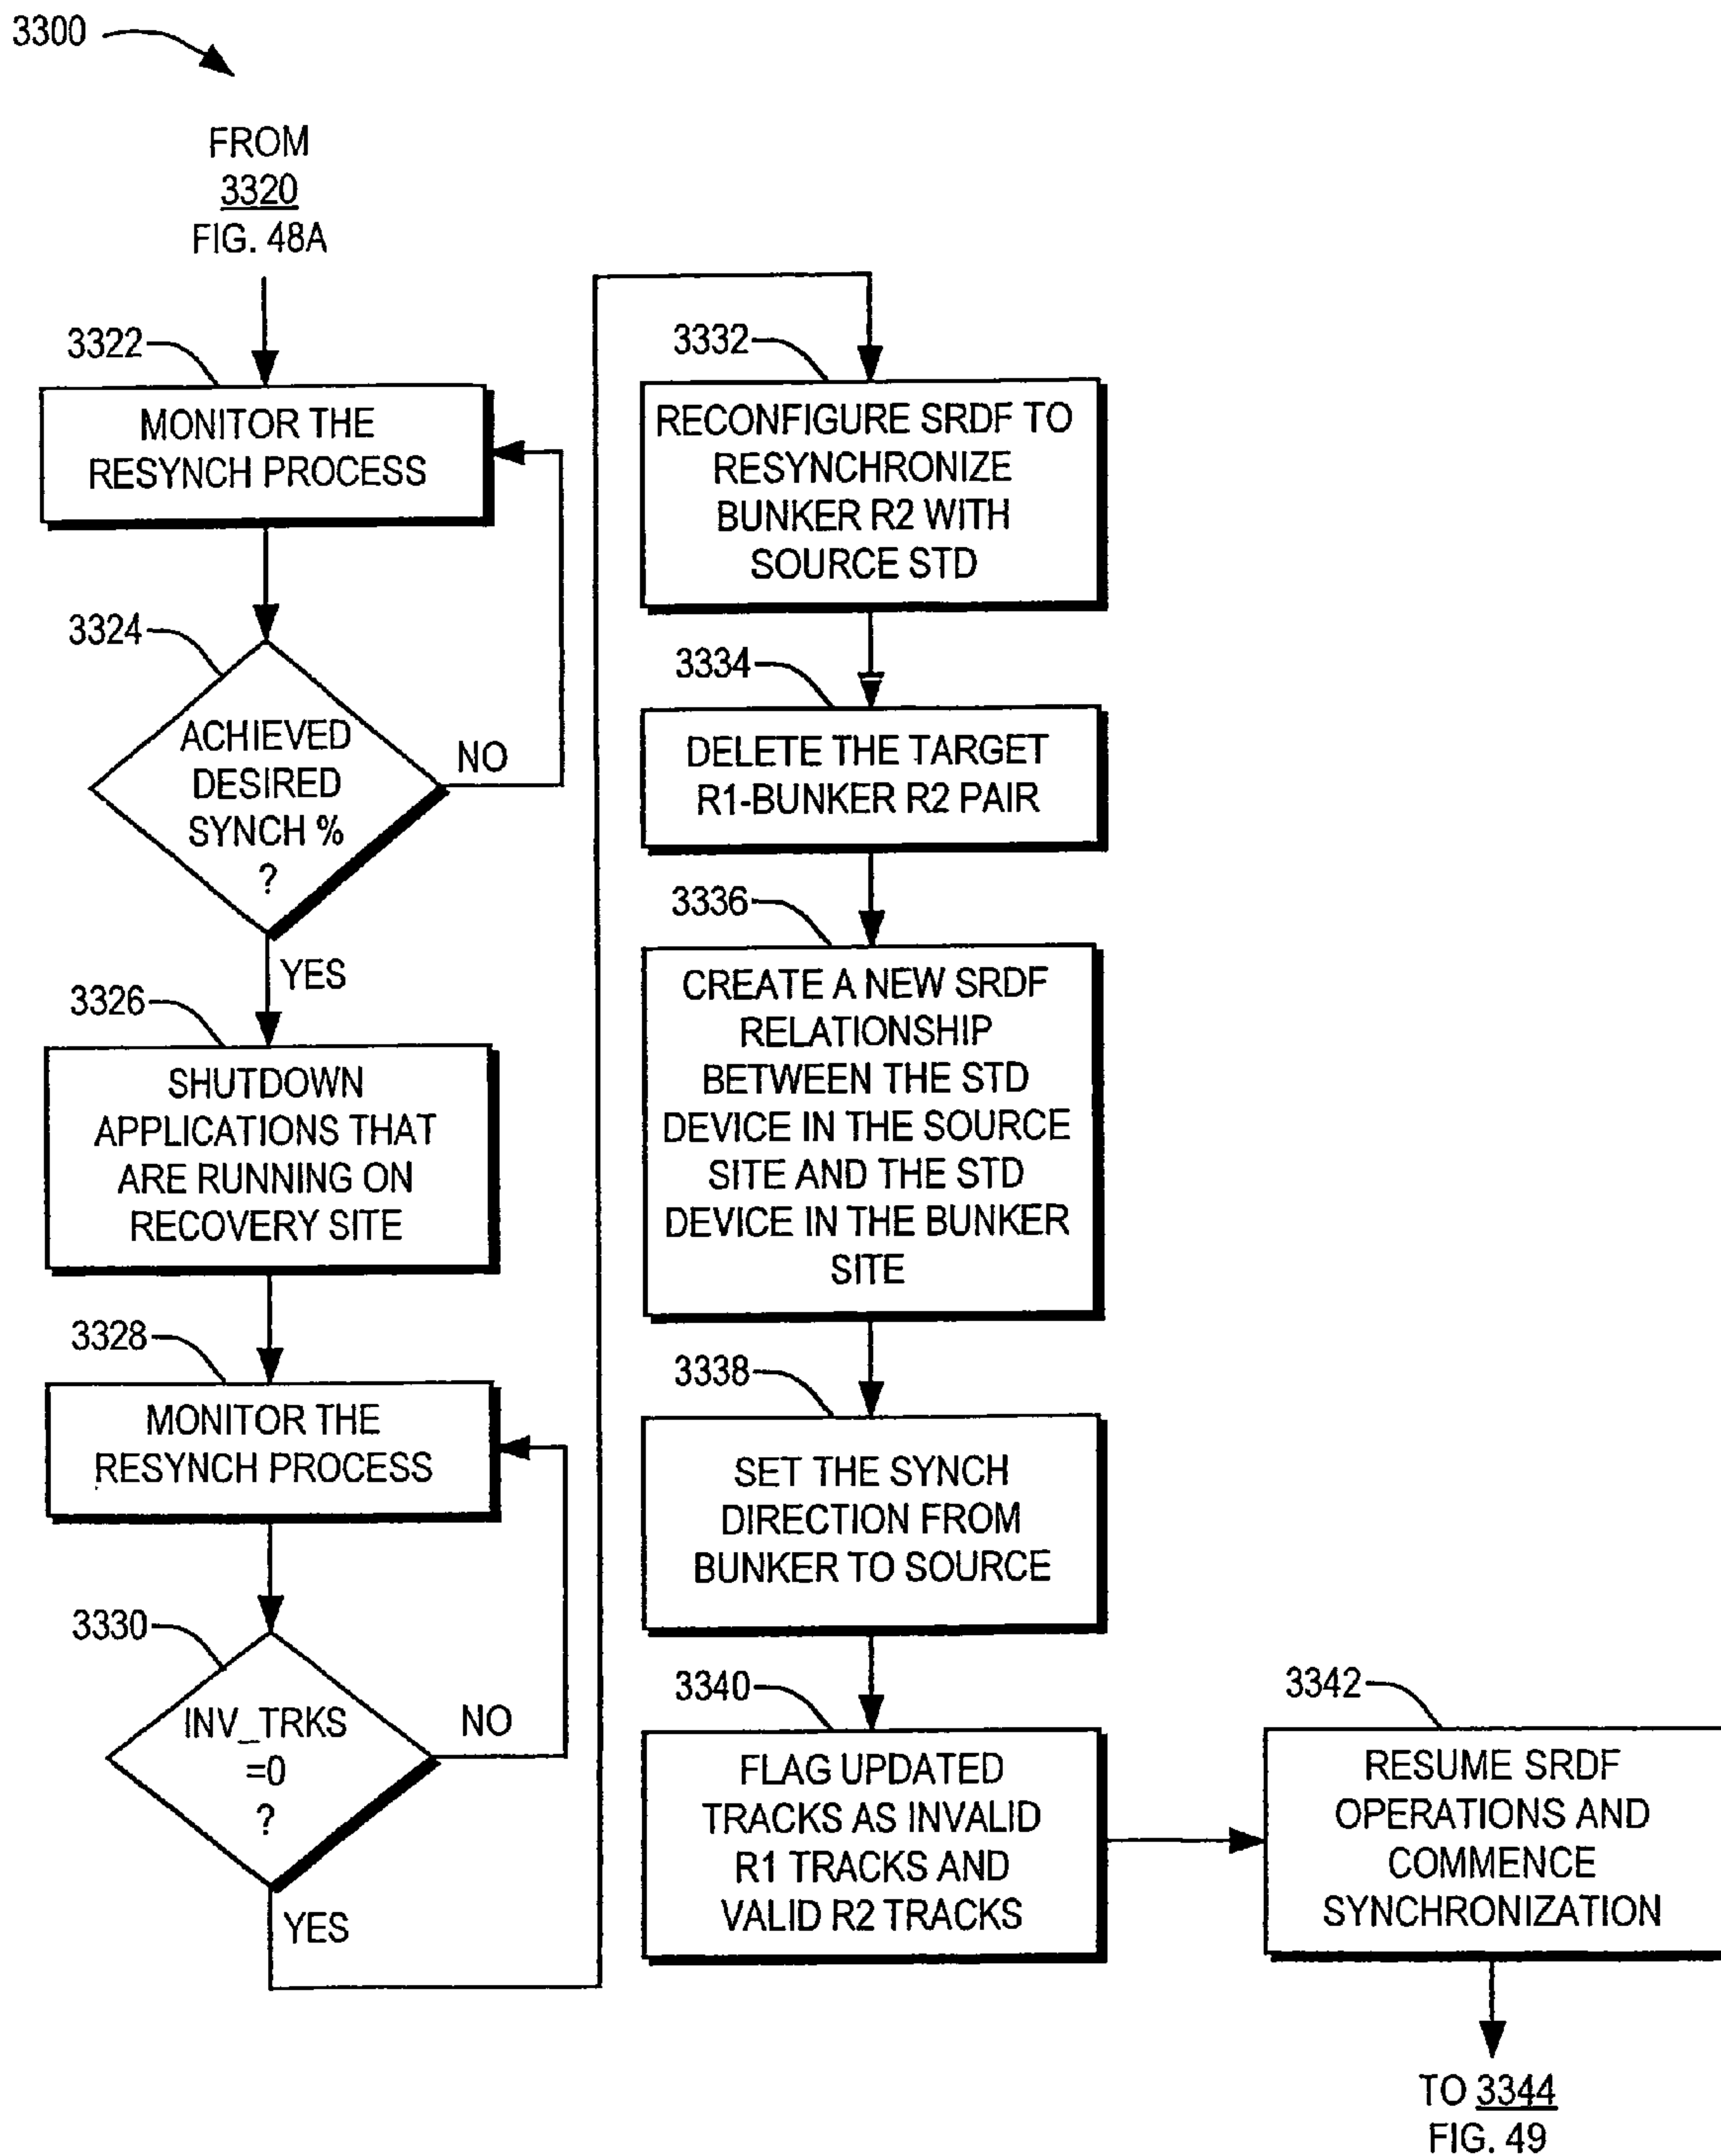 3300
FROM
3320
FIG. 48A
3322
MONITOR THE
RESYNCH PROCESS
3324
ACHIEVED
DESIRED
SYNCH %
?
NO
YES
3326
SHUTDOWN
APPLICATIONS THAT
ARE RUNNING ON
RECOVERY SITE
3328
MONITOR THE
RESYNCH PROCESS
3330
INV_TRKS
=0
?
NO
YES
3332
RECONFIGURE SRDF TO
RESYNCHRONIZE
BUNKER R2 WITH
SOURCE STD
3334
DELETE THE TARGET
R1-BUNKER R2 PAIR
3336
CREATE A NEW SRDF
RELATIONSHIP
BETWEEN THE STD
DEVICE IN THE SOURCE
SITE AND THE STD
DEVICE IN THE BUNKER
SITE
3338
SET THE SYNCH
DIRECTION FROM
BUNKER TO SOURCE
3340
FLAG UPDATED
TRACKS AS INVALID
R1 TRACKS AND
VALID R2 TRACKS
3342
RESUME SRDF
OPERATIONS AND
COMMENCE
SYNCHRONIZATION
TO 3344
FIG. 49